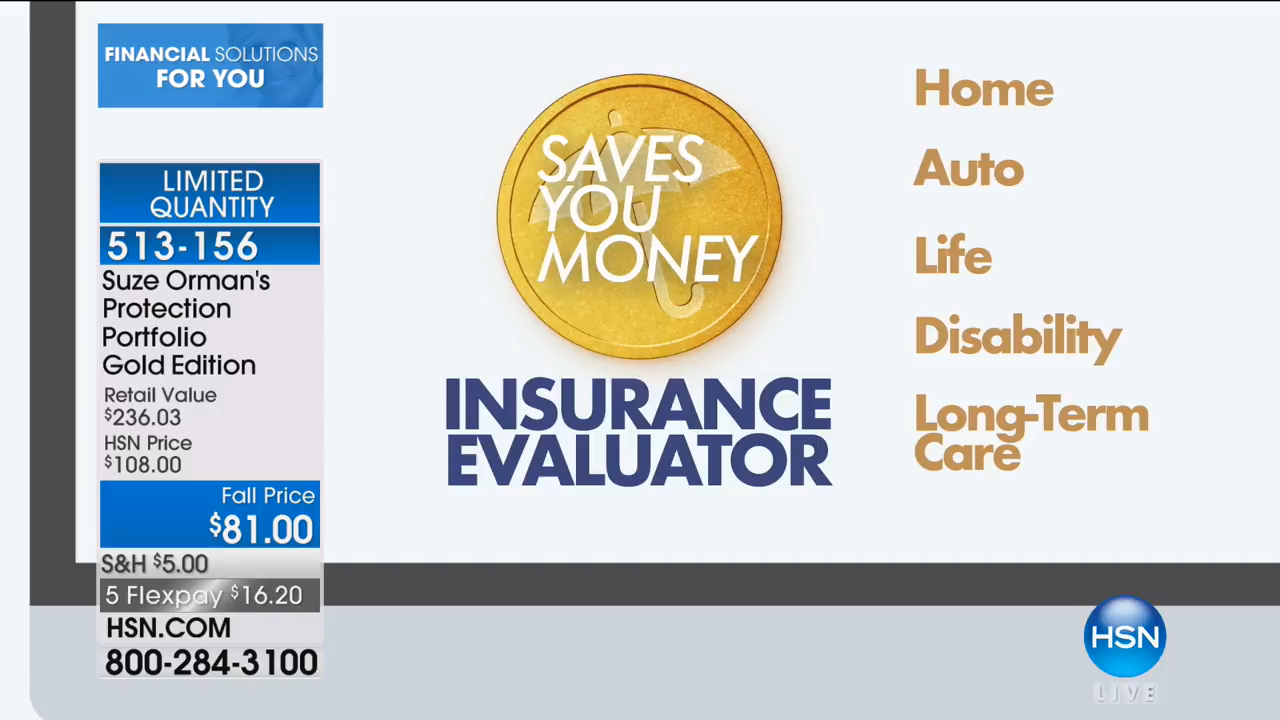 FINANCIAL SOLUTIONS
FOR YOU
LIMITED
QUANTITY
513-156
Suze Orman's
Protection
Portfolio
Gold Edition
Retail Value
$236.03
HSN Price
$108.00
Fall Price
$81.00
S&H $5.00
5 Flexpay $16.20
HSN.COM
800-284-3100
SAVES
YOU
MONEY
INSURANCE
EVALUATOR
Home
Auto
Life
Disability
Long-Term
Care
HSN
LIVE